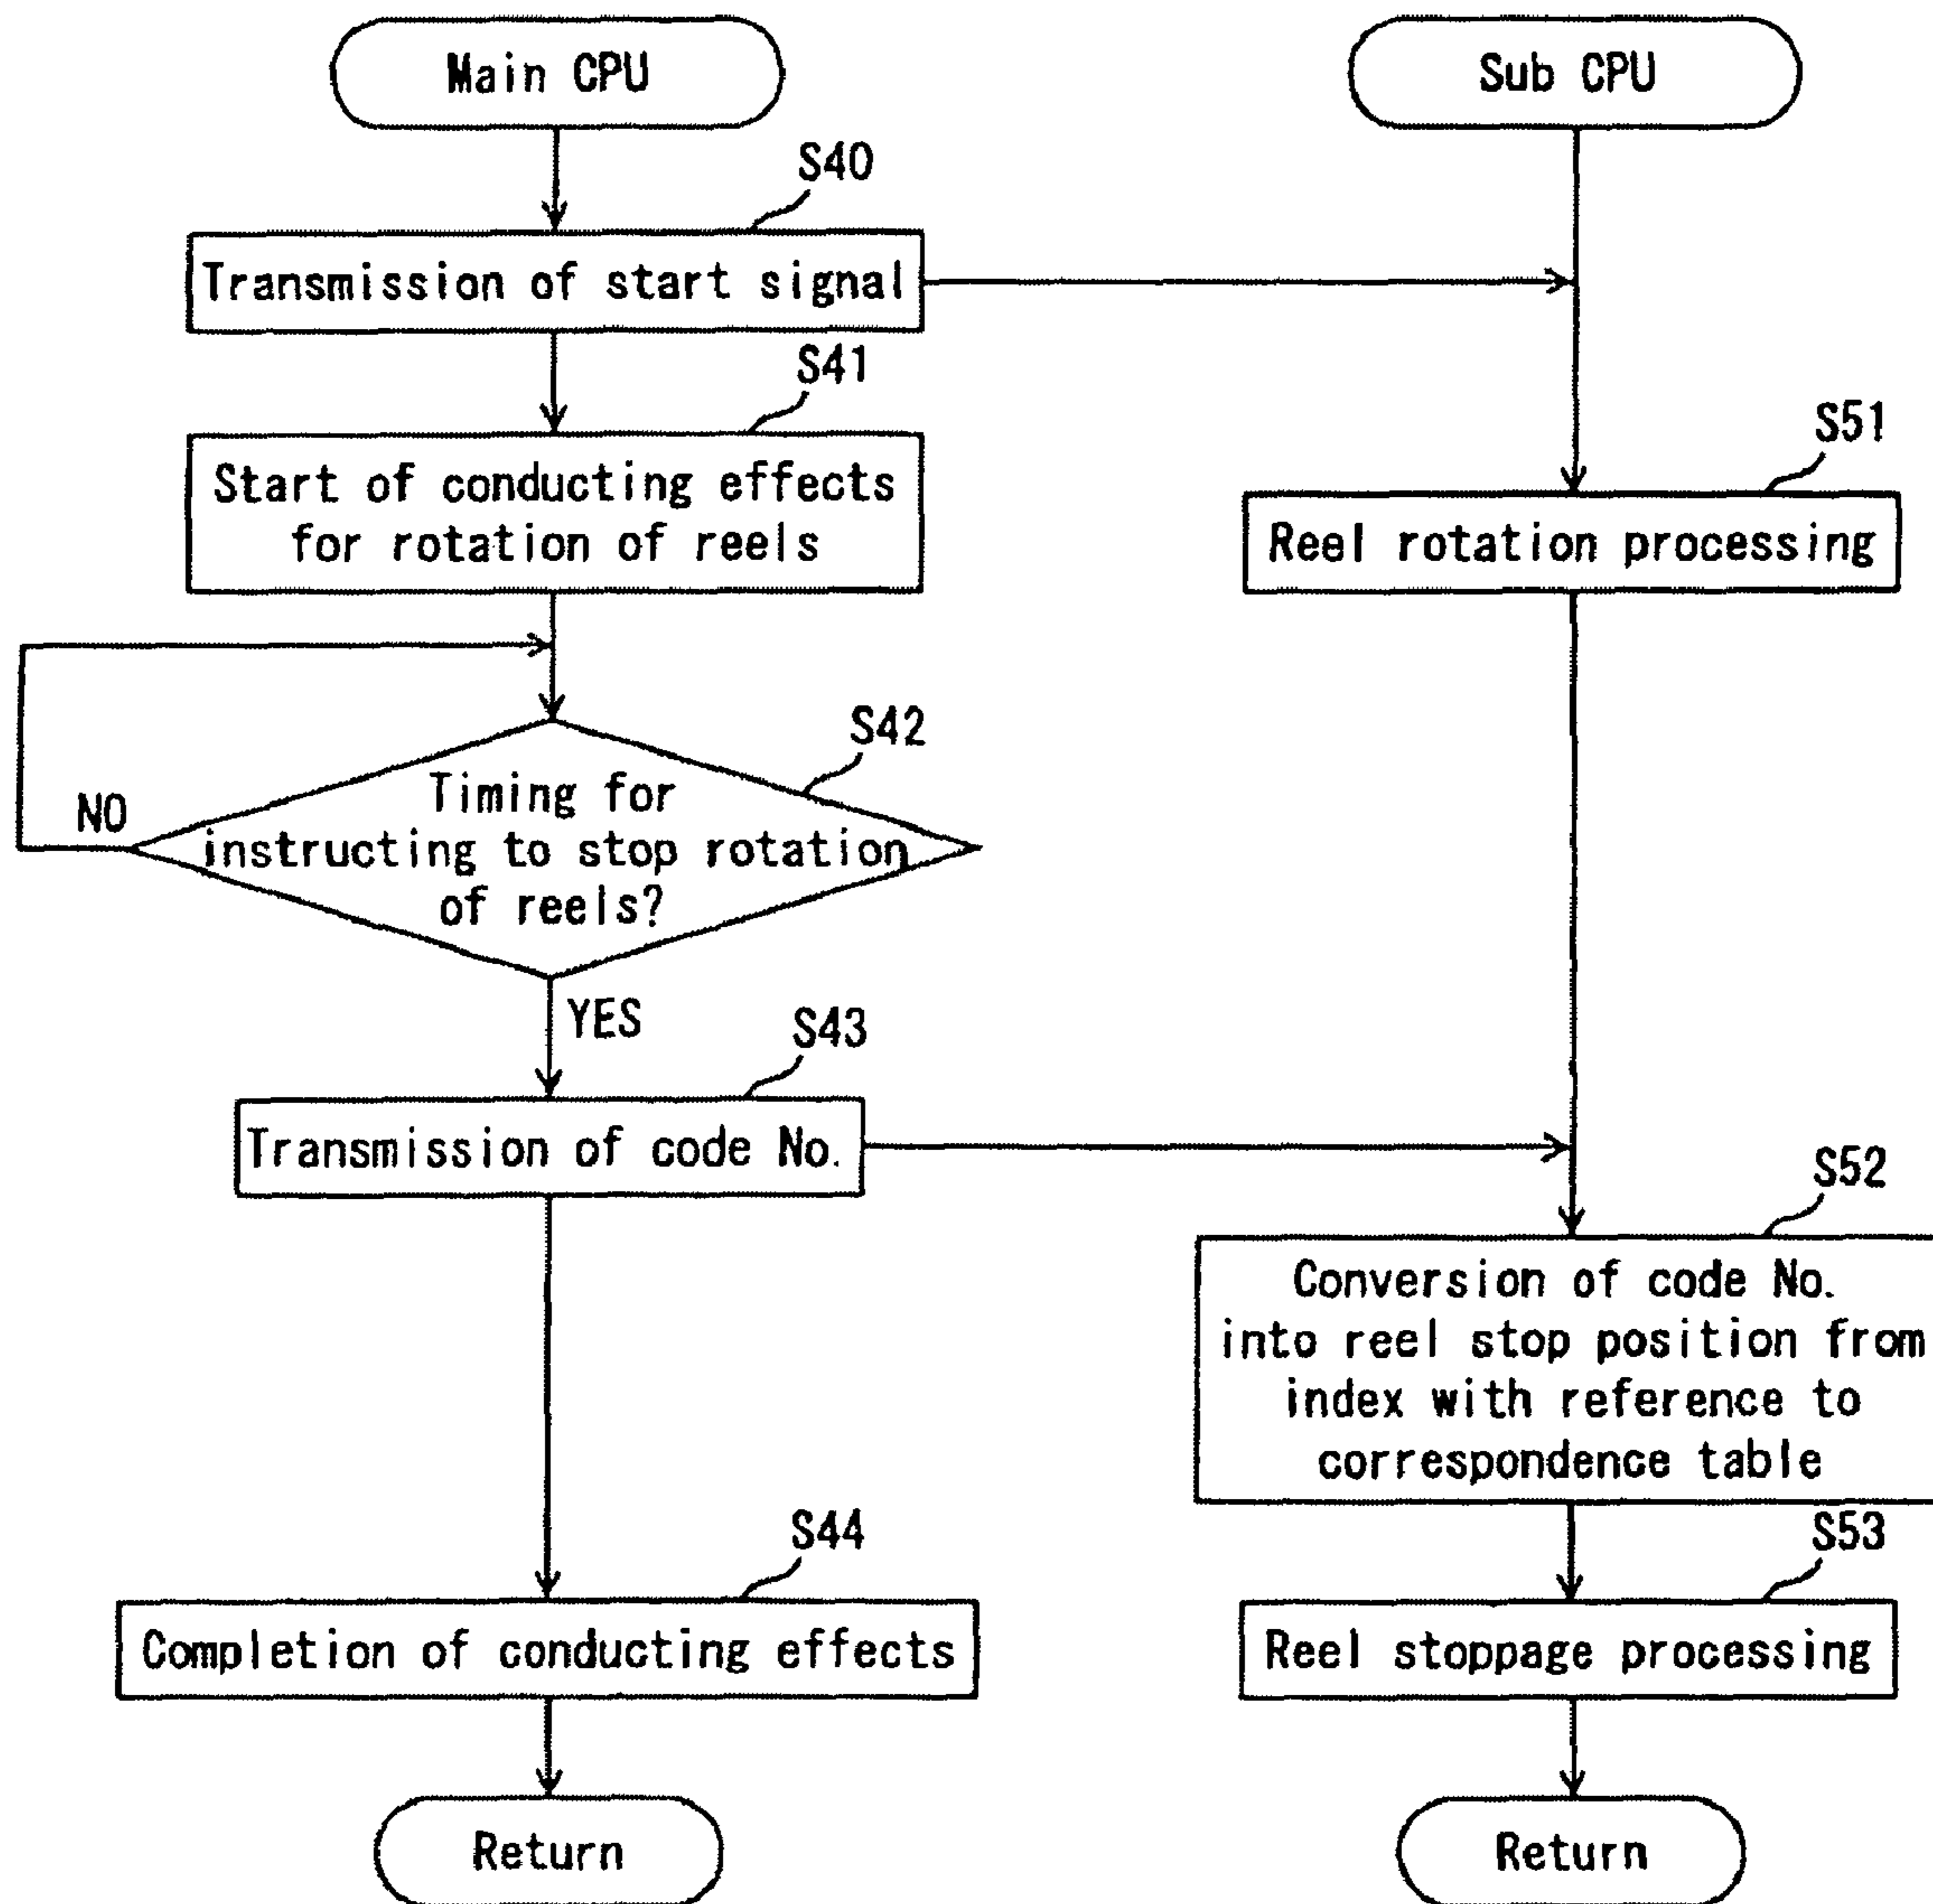 Main CPU
Sub CPU
S40
Transmission of start signal
S41
Start of conducting effects
for rotation of reels
S51
Reel rotation processing
S42
Timing for
instructing to stop rotation
of reels?
NO
YES
S43
Transmission of code No.
S52
Conversion of code No.
into reel stop position from
index with reference to
correspondence table
S44
Completion of conducting effects
S53
Reel stoppage processing
Return
Return